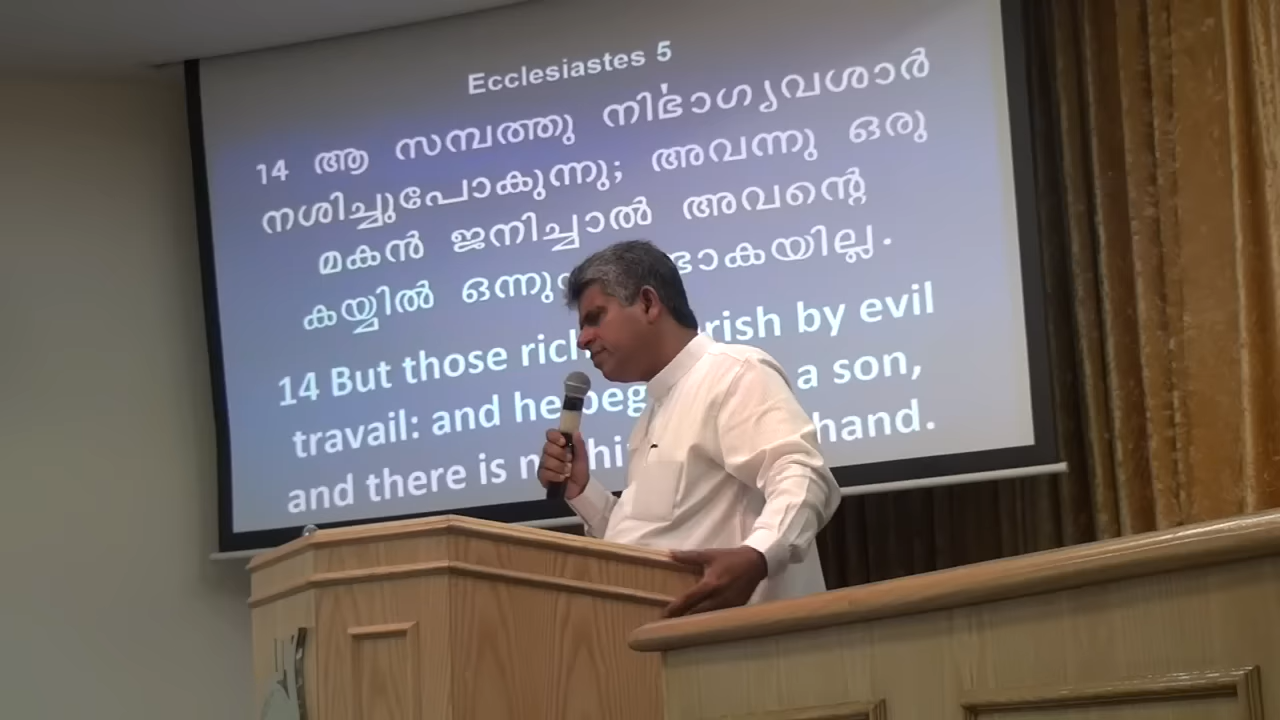 Ecclesiastes 5
14 ആ സമ്പത്തു നിർഭാഗ്യവശാൽ
നശിച്ചുപോകുന്നു; അവന്നു ഒരു
മകൻ ജനിച്ചാൽ അവന്റെ
കയ്യിൽ
14 But those by evil
travail: and he a son,
and there is hand.